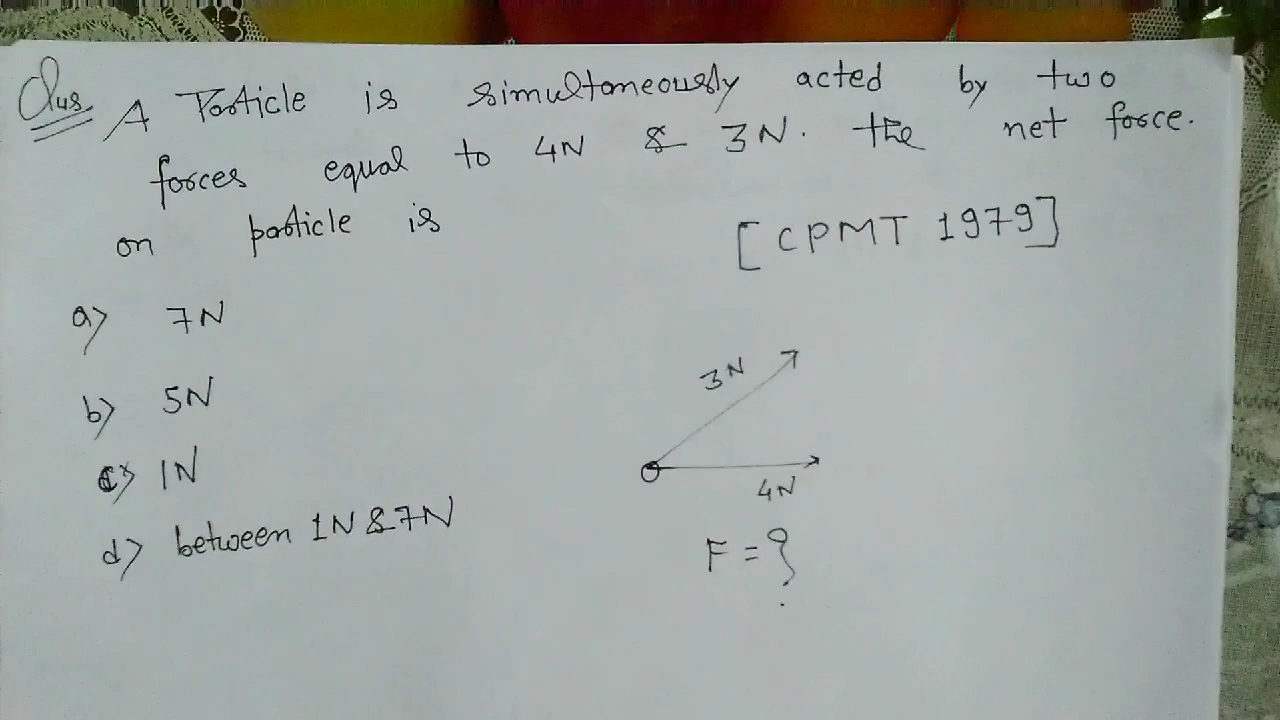 Qus. A Particle is simultaneously acted by two
forces equal to 4N & 3N. the net force.
on particle is
[CPMT 1979]
a) 7N
b) 5N
c) 1N
d) between 1N & 7N
3N
4N
F = ?